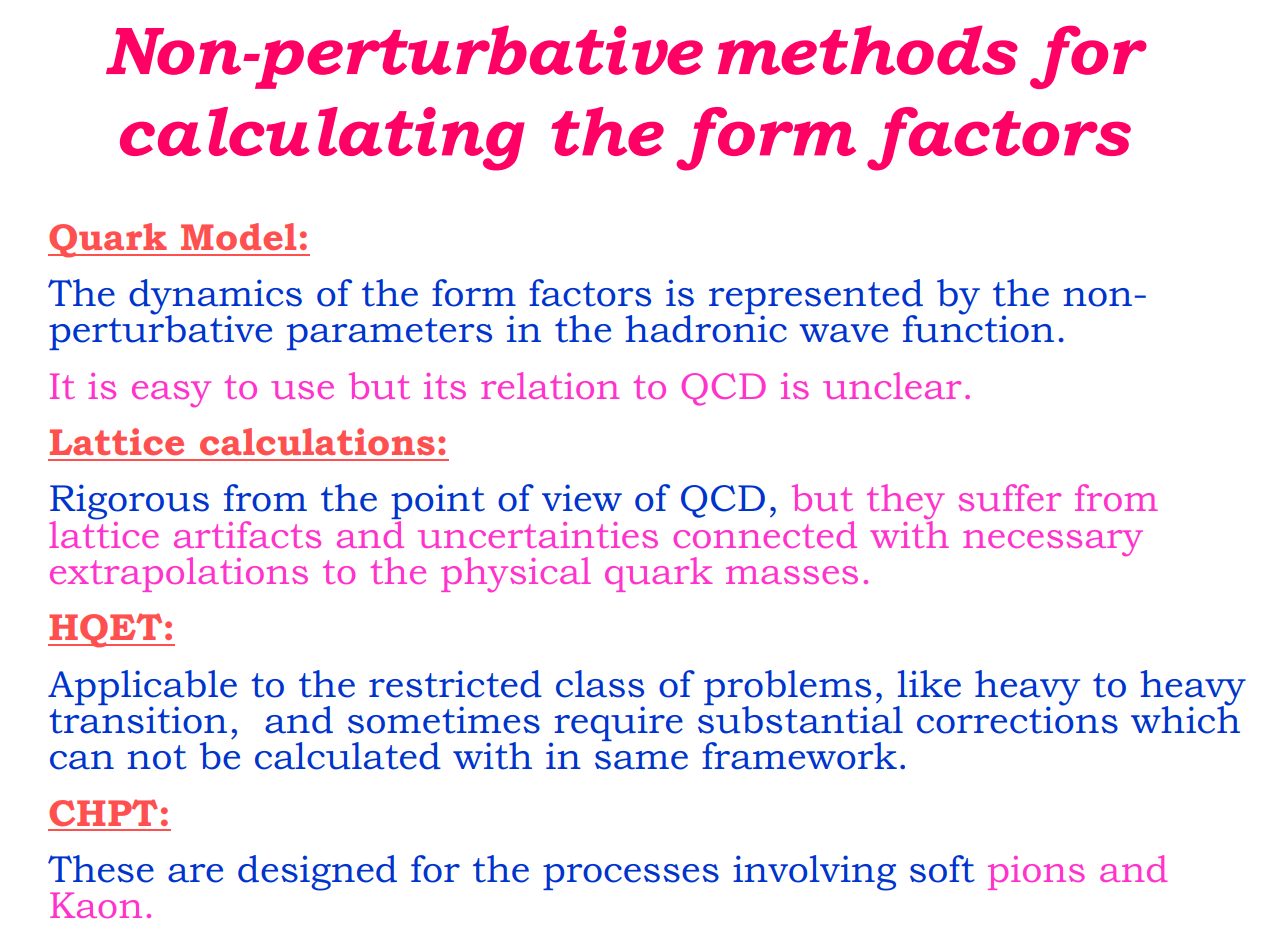 Non-perturbative methods for
calculating the form factors
Quark Model:
The dynamics of the form factors is represented by the non-
perturbative parameters in the hadronic wave function.
It is easy to use but its relation to QCD is unclear.
Lattice calculations:
Rigorous from the point of view of QCD, but they suffer from
lattice artifacts and uncertainties connected with necessary
extrapolations to the physical quark masses.
HQET:
Applicable to the restricted class of problems, like heavy to heavy
transition,  and sometimes require substantial corrections which
can not be calculated with in same framework.
CHPT:
These are designed for the processes involving soft pions and
Kaon.